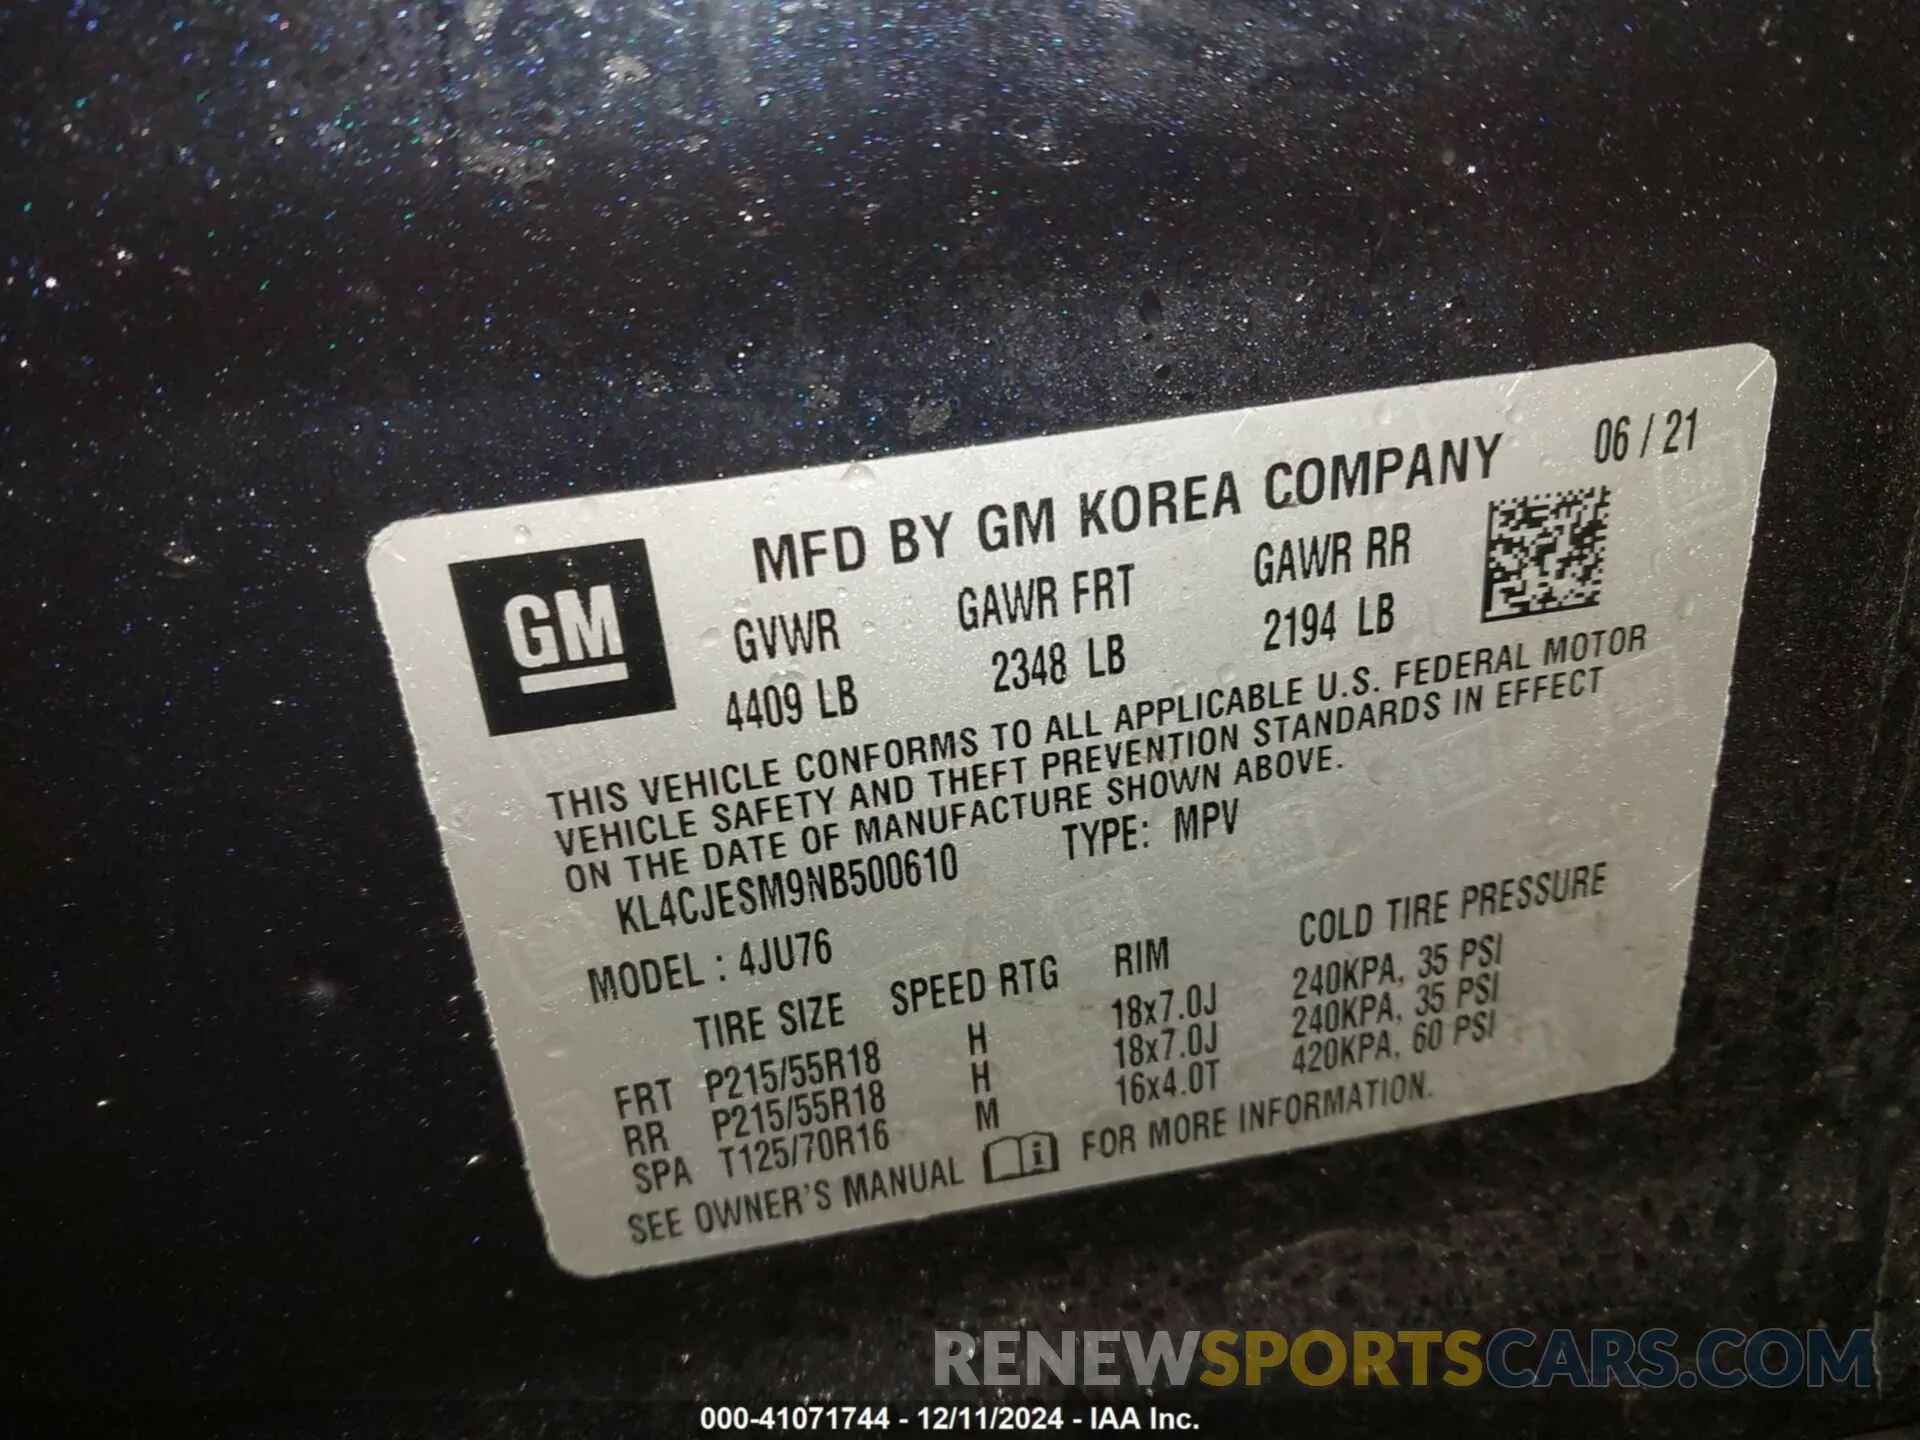 MFD BY GM KOREA COMPANY 06 / 21
GM
GVWR GAWR FRT GAWR RR
4409 LB 2348 LB 2194 LB
THIS VEHICLE CONFORMS TO ALL APPLICABLE U.S. FEDERAL MOTOR
VEHICLE SAFETY AND THEFT PREVENTION STANDARDS IN EFFECT
ON THE DATE OF MANUFACTURE SHOWN ABOVE.
KL4CJESM9NB500610 TYPE: MPV
MODEL : 4JU76
TIRE SIZE SPEED RTG RIM COLD TIRE PRESSURE
FRT P215/55R18 H 18x7.0J 240KPA, 35 PSI
RR P215/55R18 H 18x7.0J 240KPA, 35 PSI
SPA T125/70R16 M 16x4.0T 420KPA, 60 PSI
SEE OWNER'S MANUAL FOR MORE INFORMATION.
RENEWSPORTSCARS.COM
000-41071744 - 12/11/2024 - IAA Inc.